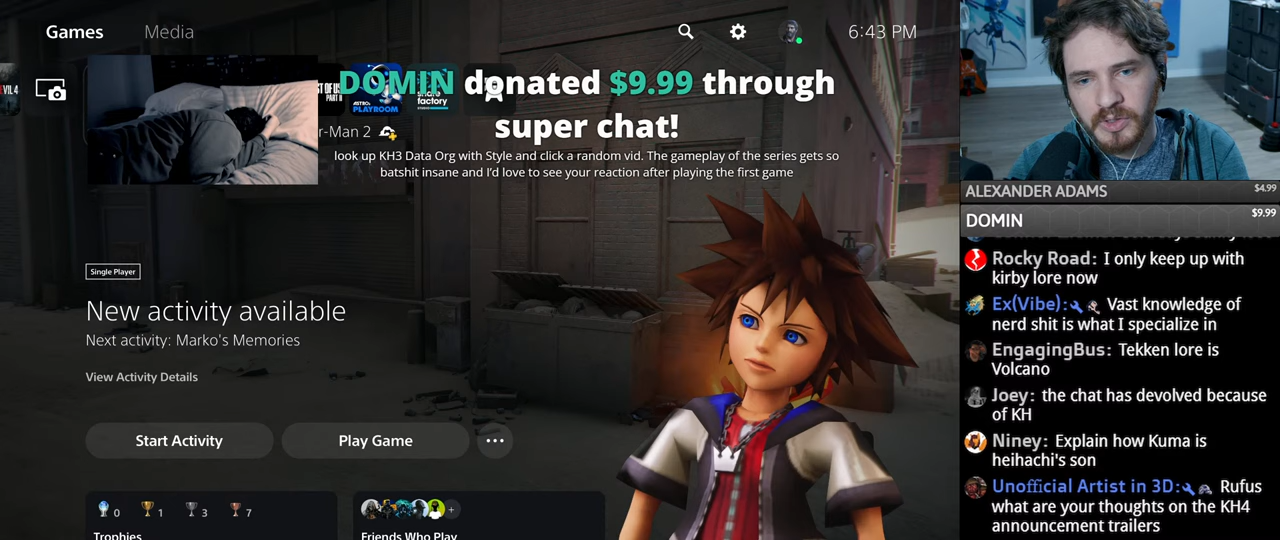 Games
Media
6:43 PM
DOMIN donated $9.99 through
super chat!
ASTRO's
PLAYROOM
factory
r-Man 2
look up KH3 Data Org with Style and click a random vid. The gameplay of the series gets so
batshit insane and I'd love to see your reaction after playing the first game
Single Player
New activity available
Next activity: Marko's Memories
View Activity Details
Start Activity
Play Game
0
1
3
7
+
Trophies
Friends Who Play
ALEXANDER ADAMS
$4.99
DOMIN
$9.99
Rocky Road: I only keep up with
kirby lore now
Ex(Vibe): Vast knowledge of
nerd shit is what I specialize in
EngagingBus: Tekken lore is
Volcano
Joey: the chat has devolved because
of KH
Niney: Explain how Kuma is
heihachi's son
Unofficial Artist in 3D: Rufus
what are your thoughts on the KH4
announcement trailers